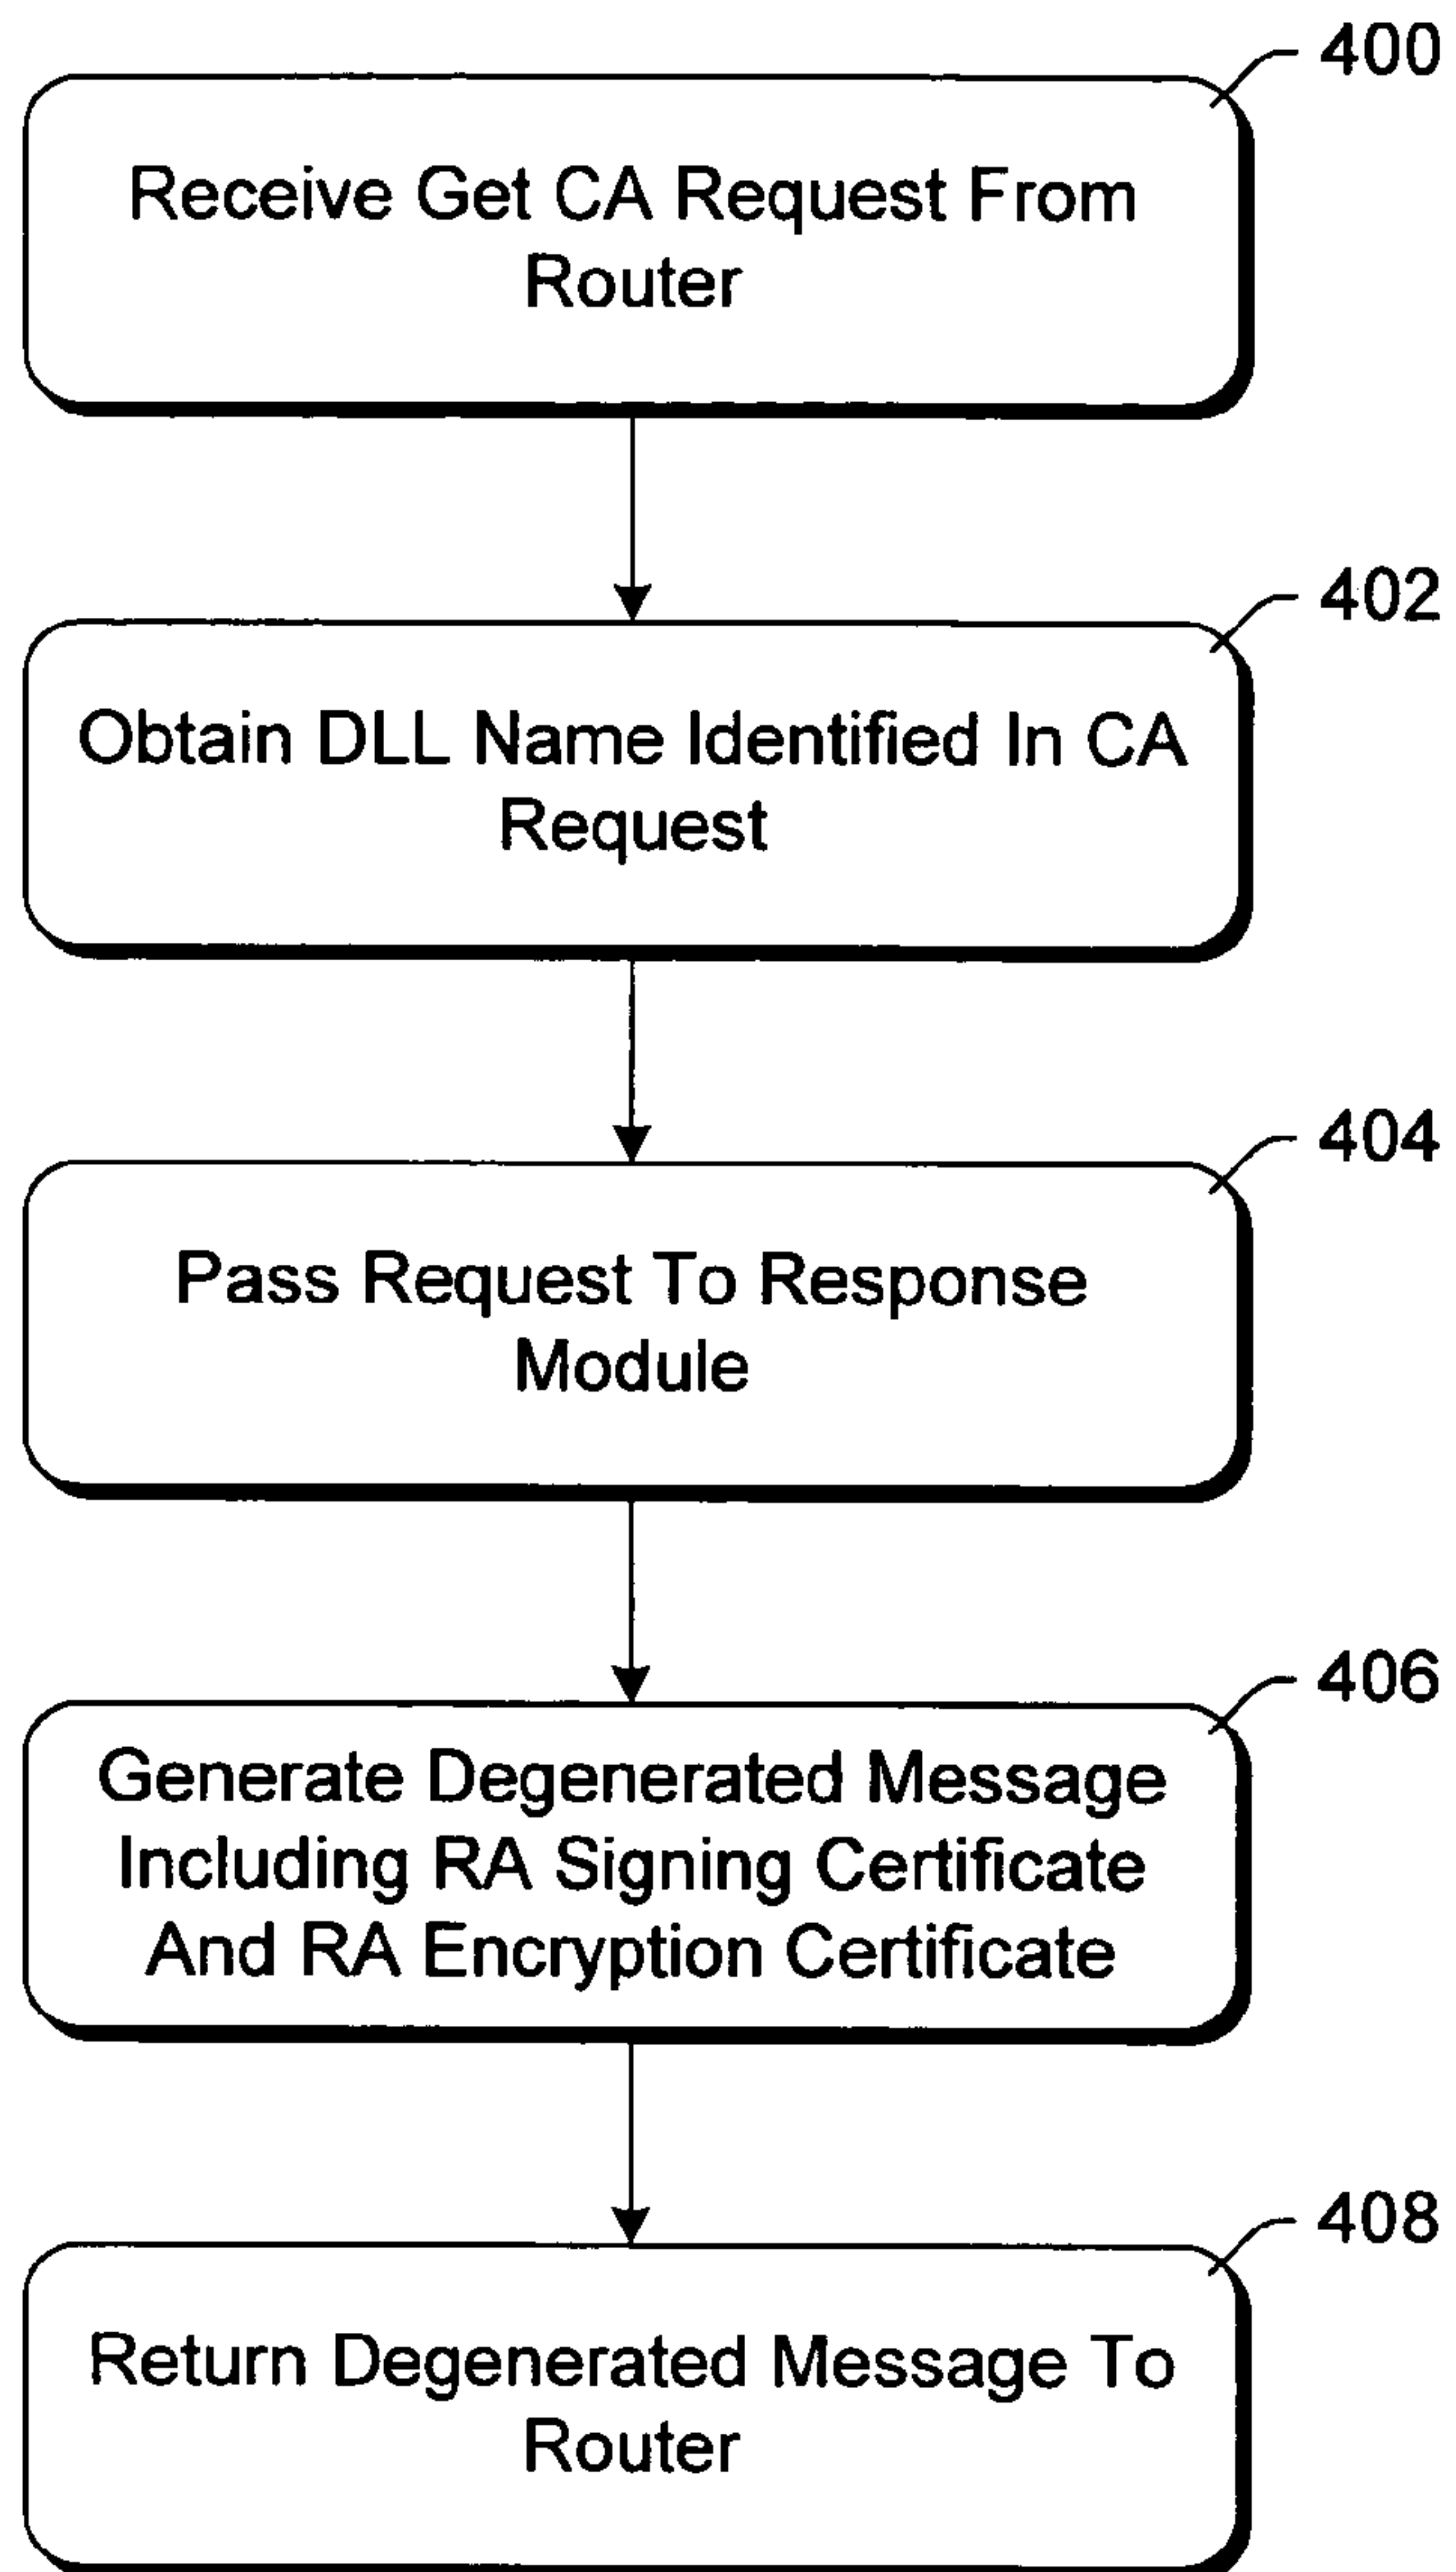 400
Receive Get CA Request From
Router
402
Obtain DLL Name Identified In CA
Request
404
Pass Request To Response
Module
406
Generate Degenerated Message
Including RA Signing Certificate
And RA Encryption Certificate
408
Return Degenerated Message To
Router